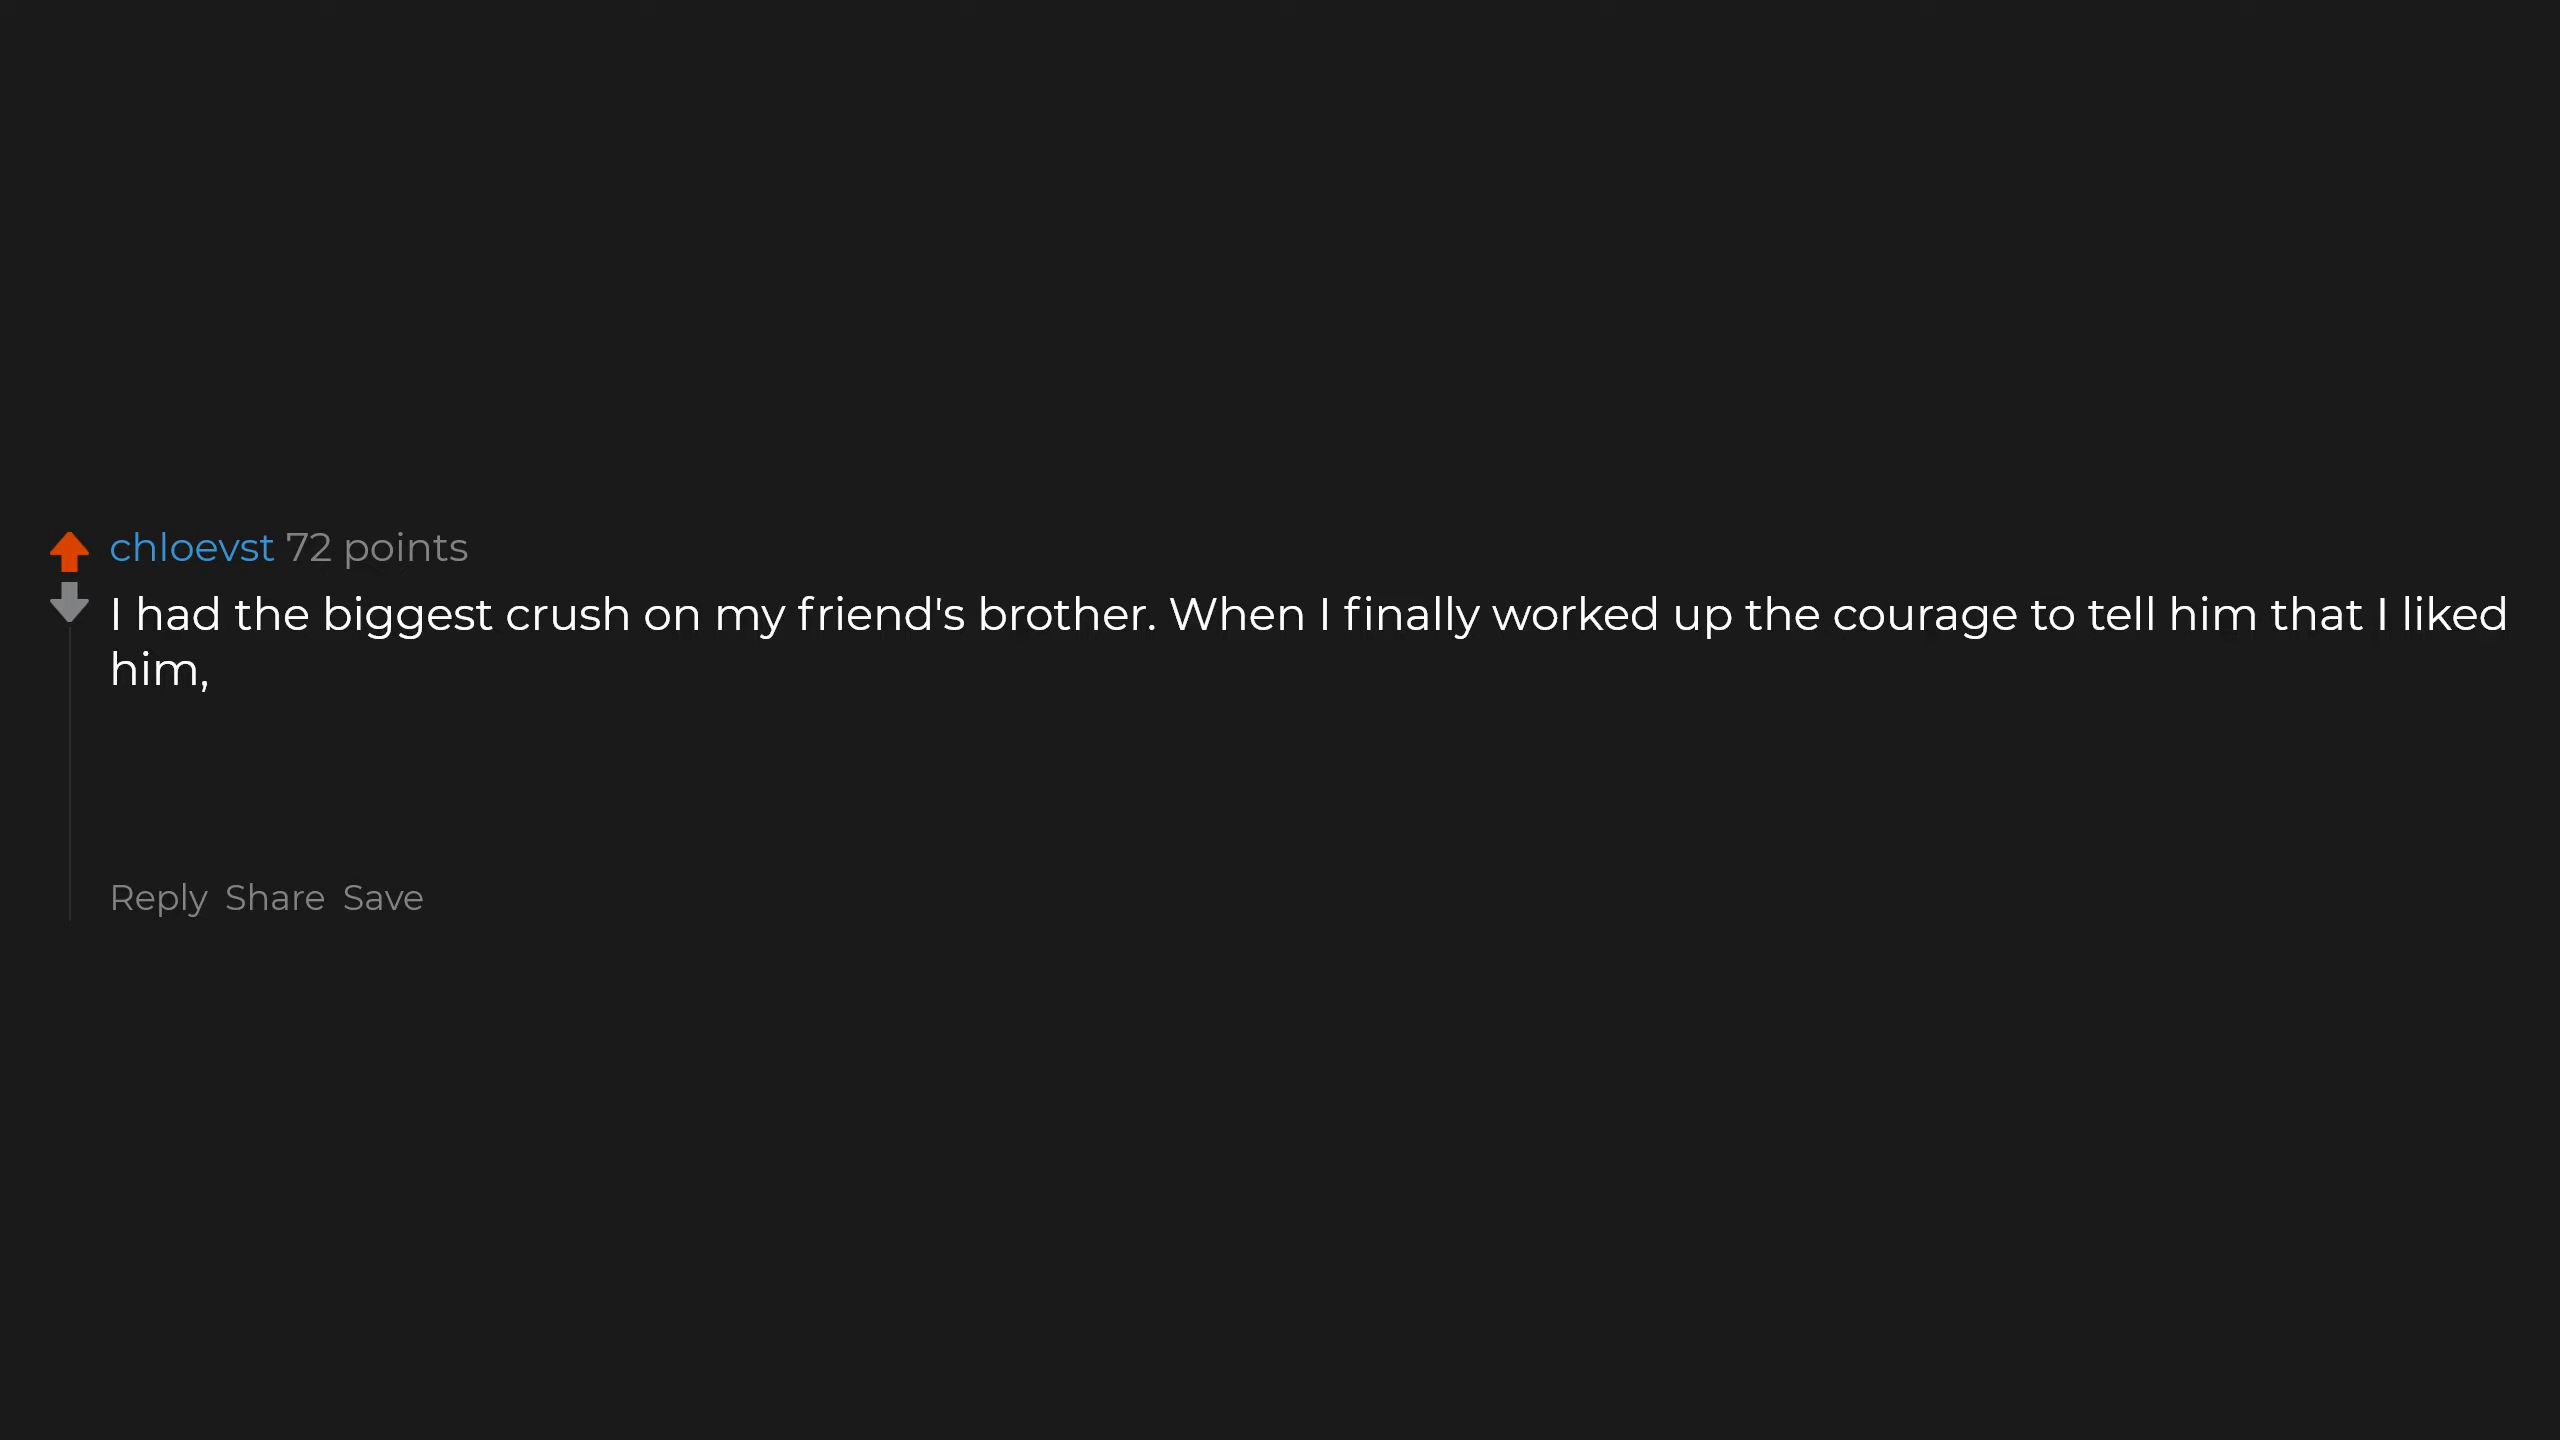 chloevst 72 points
I had the biggest crush on my friend's brother. When I finally worked up the courage to tell him that I liked
him,
Reply Share Save